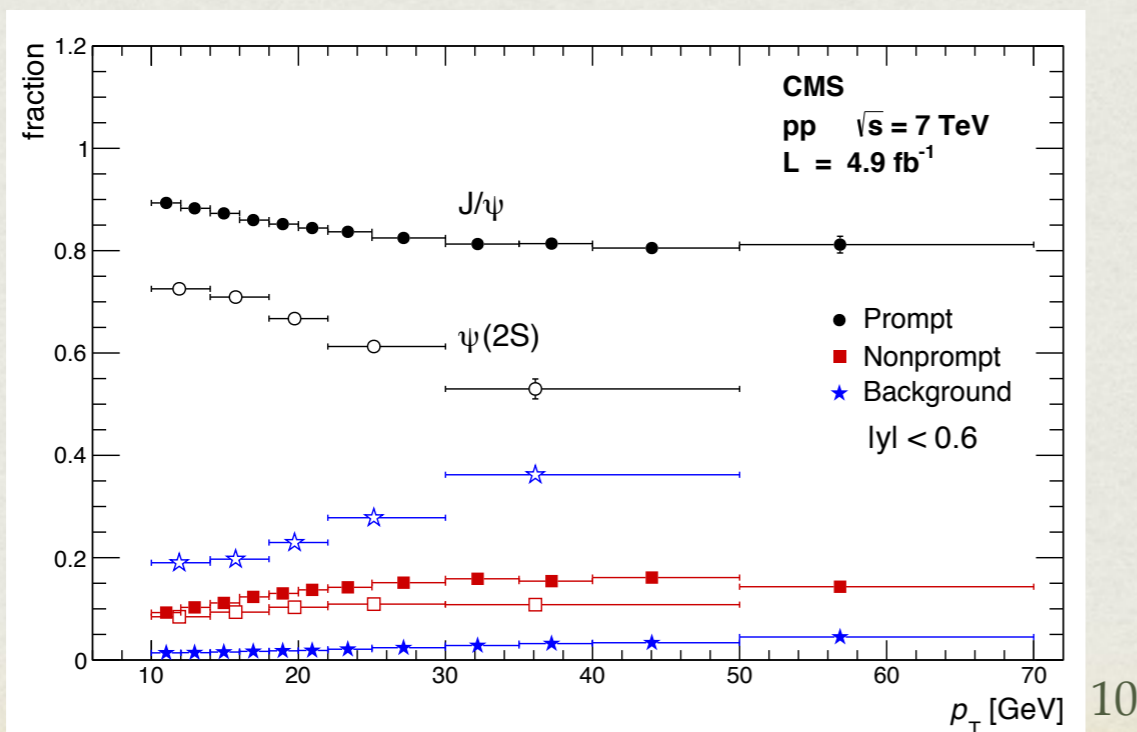 fraction
1.2
1
0.8
0.6
0.4
0.2
0
CMS
pp √s = 7 TeV
L = 4.9 fb⁻¹
J/ψ
ψ(2S)
Prompt
Nonprompt
Background
|y| < 0.6
10 20 30 40 50 60 70
p_T [GeV]
10